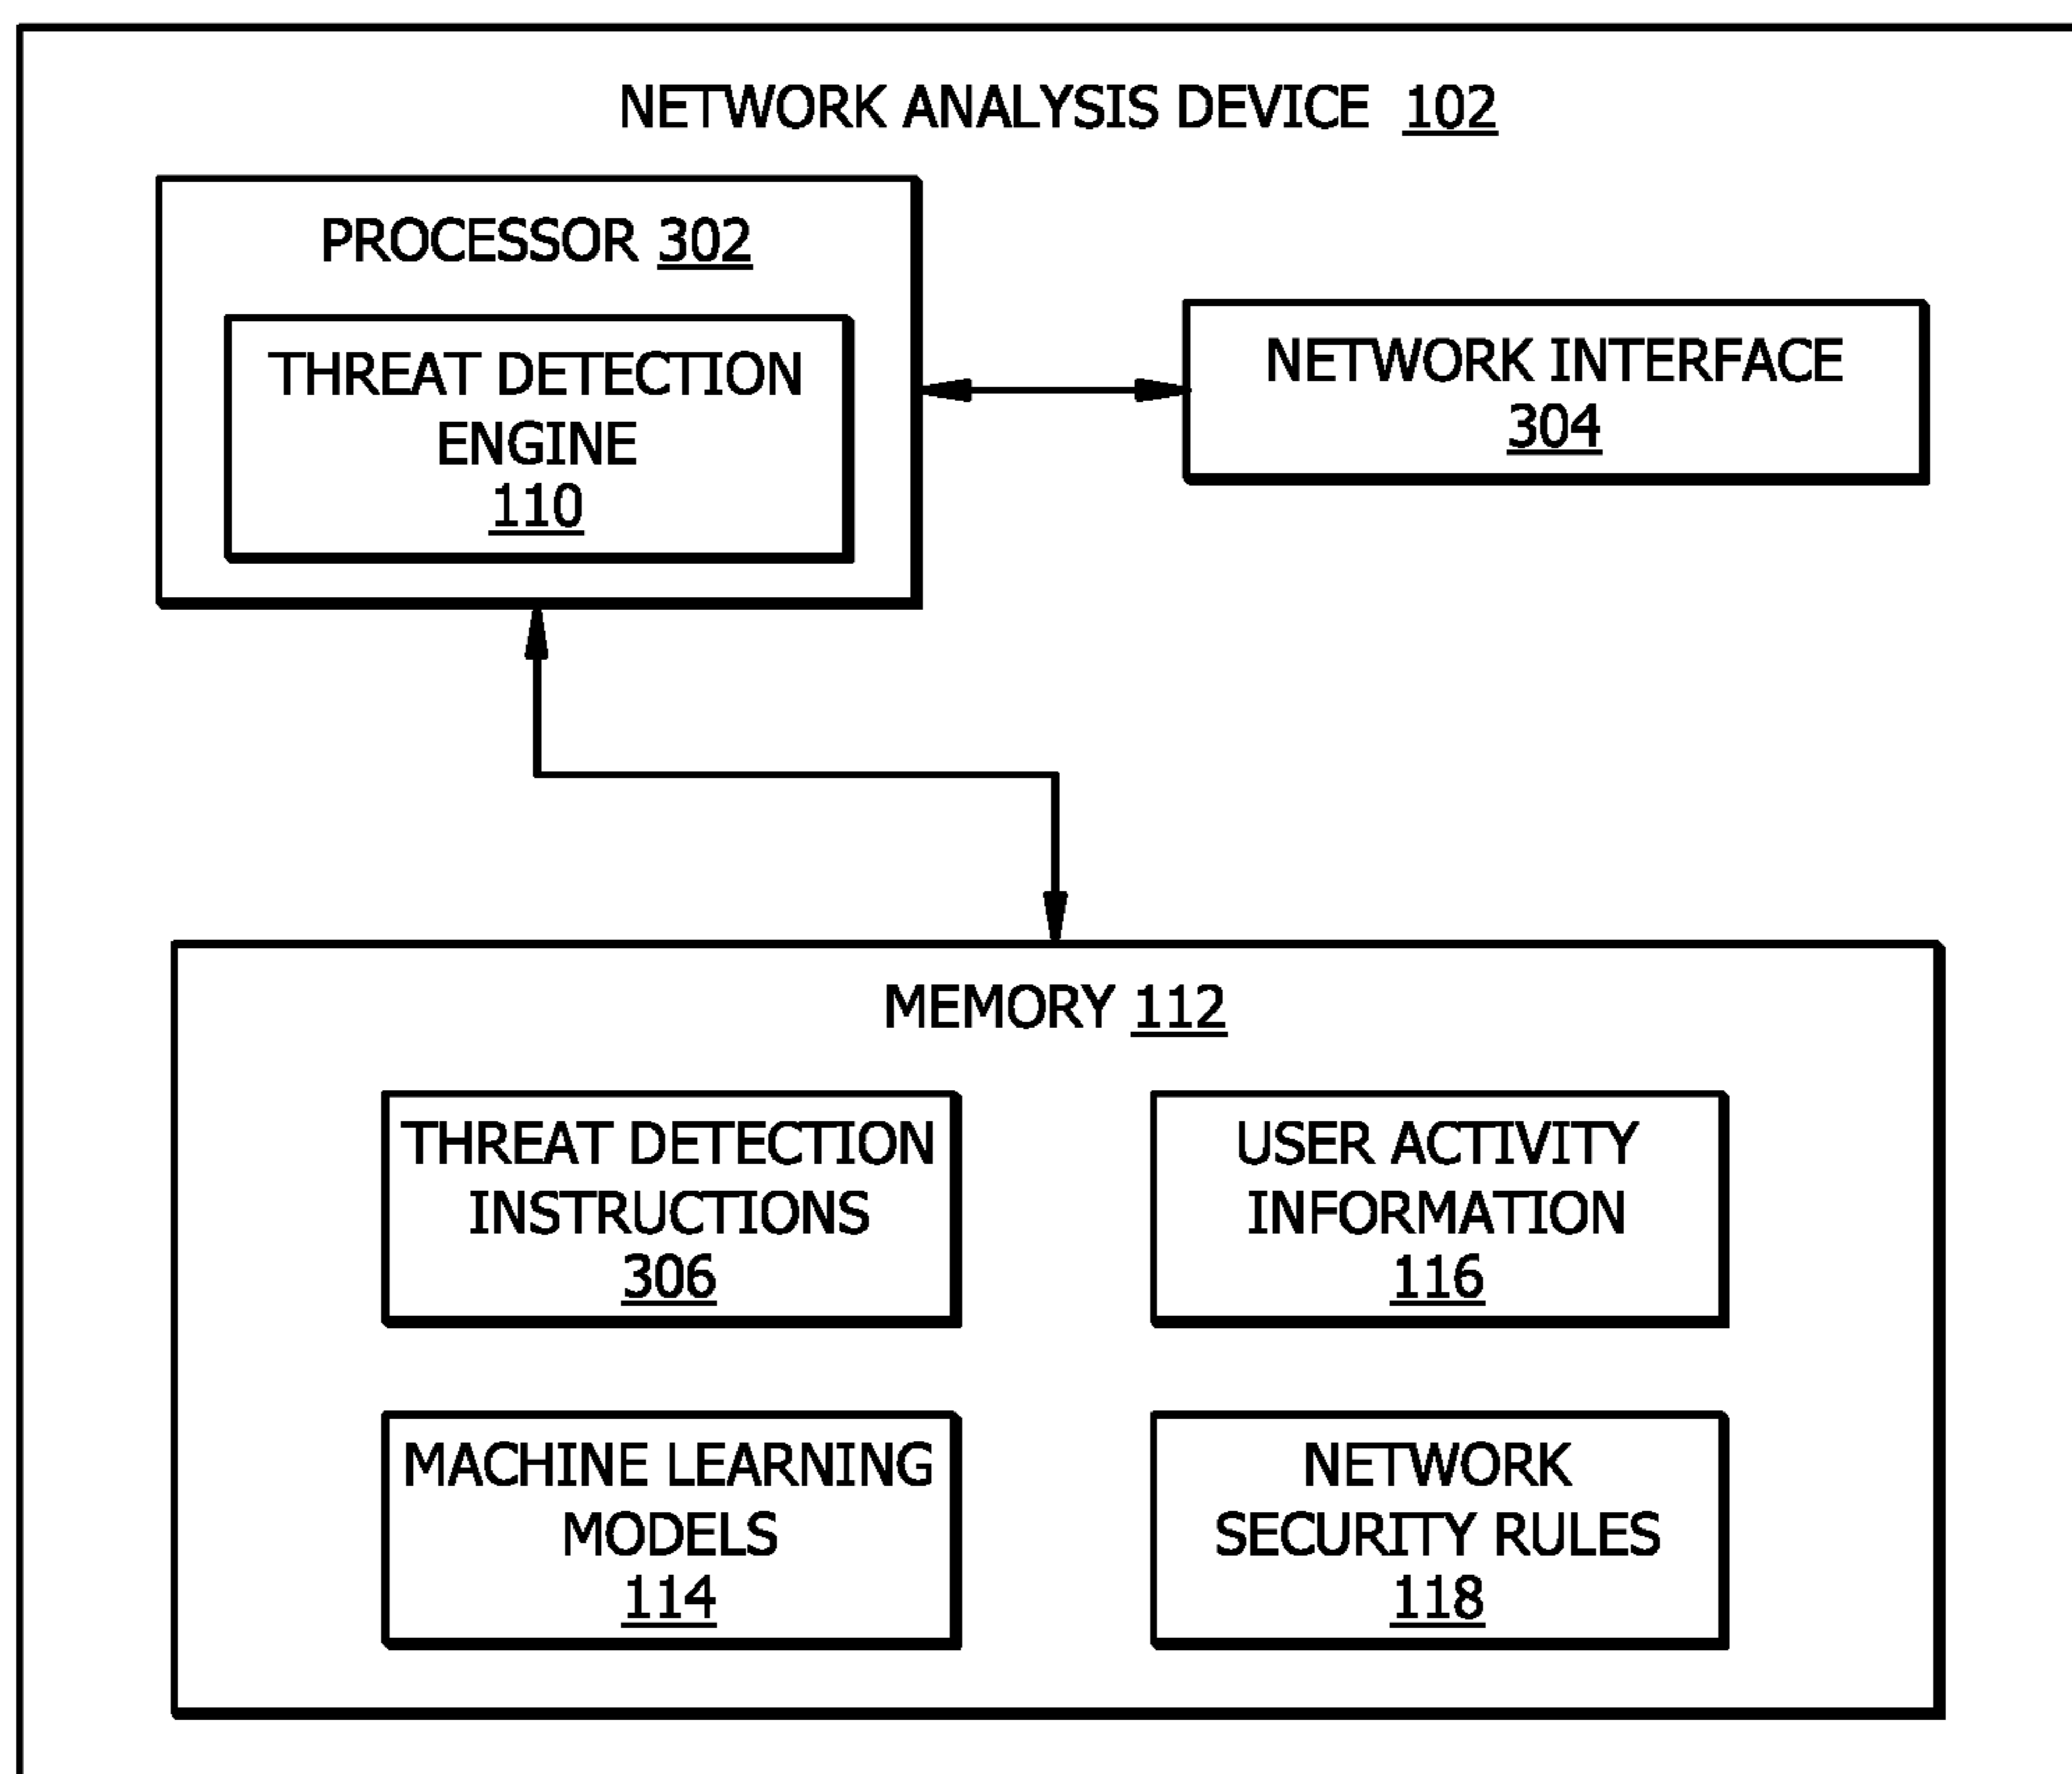 NETWORK ANALYSIS DEVICE 102
PROCESSOR 302
THREAT DETECTION
ENGINE
110
NETWORK INTERFACE
304
MEMORY 112
THREAT DETECTION
INSTRUCTIONS
306
USER ACTIVITY
INFORMATION
116
MACHINE LEARNING
MODELS
114
NETWORK
SECURITY RULES
118